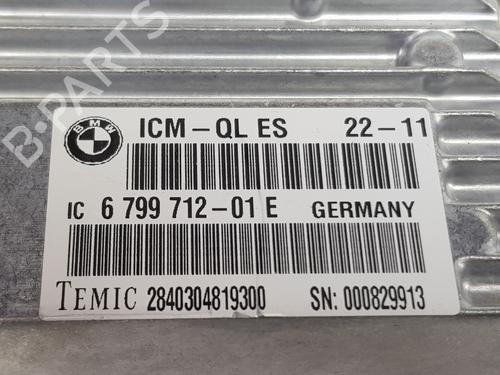 B-PARTS
BMW
ICM-QL ES 22-11
IC 6 799 712-01 E GERMANY
TEMIC 2840304819300 SN: 000829913